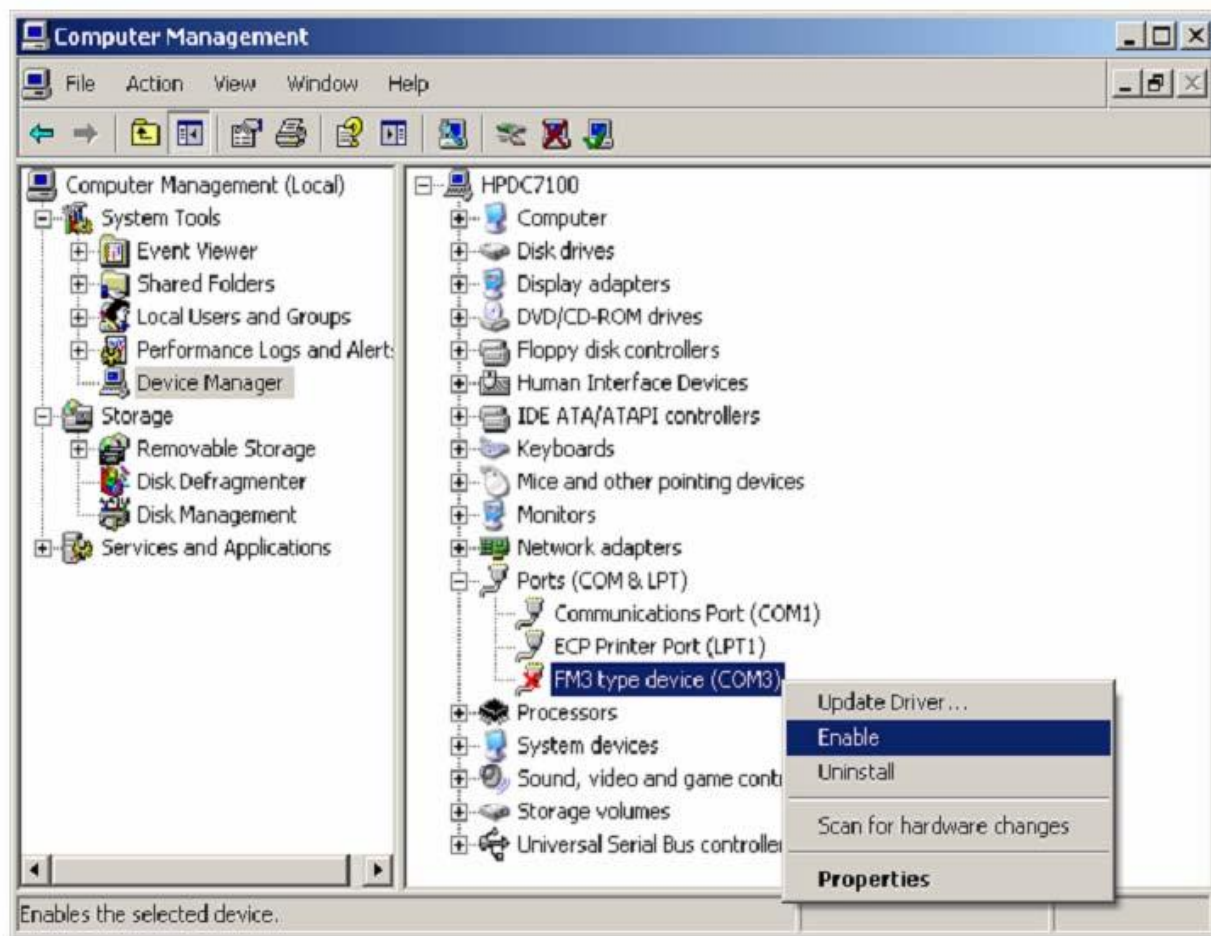 Computer Management
File Action View Window Help
Computer Management (Local)
System Tools
Event Viewer
Shared Folders
Local Users and Groups
Performance Logs and Alert
Device Manager
Storage
Removable Storage
Disk Defragmenter
Disk Management
Services and Applications
HPDC7100
Computer
Disk drives
Display adapters
DVD/CD-ROM drives
Floppy disk controllers
Human Interface Devices
IDE ATA/ATAPI controllers
Keyboards
Mice and other pointing devices
Monitors
Network adapters
Ports (COM & LPT)
Communications Port (COM1)
ECP Printer Port (LPT1)
FM3 type device (COM3)
Processors
System devices
Sound, video and game cont
Storage volumes
Universal Serial Bus controller
Update Driver...
Enable
Uninstall
Scan for hardware changes
Properties
Enables the selected device.